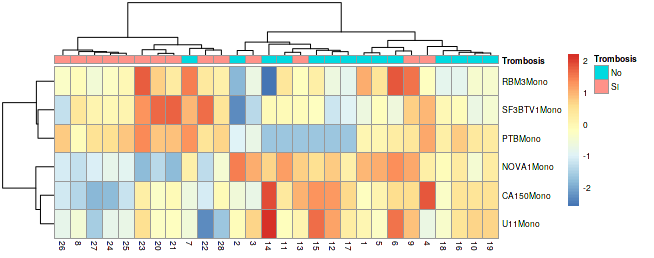 Trombosis
Trombosis
No
SI
RBM3Mono
SF3BTV1Mono
PTBMono
NOVA1Mono
CA150Mono
U11Mono
2
1
0
-1
-2
26 8 27 24 25 23 20 21 7 22 28 2 3 14 11 13 15 12 17 1 5 6 9 4 18 16 10 19